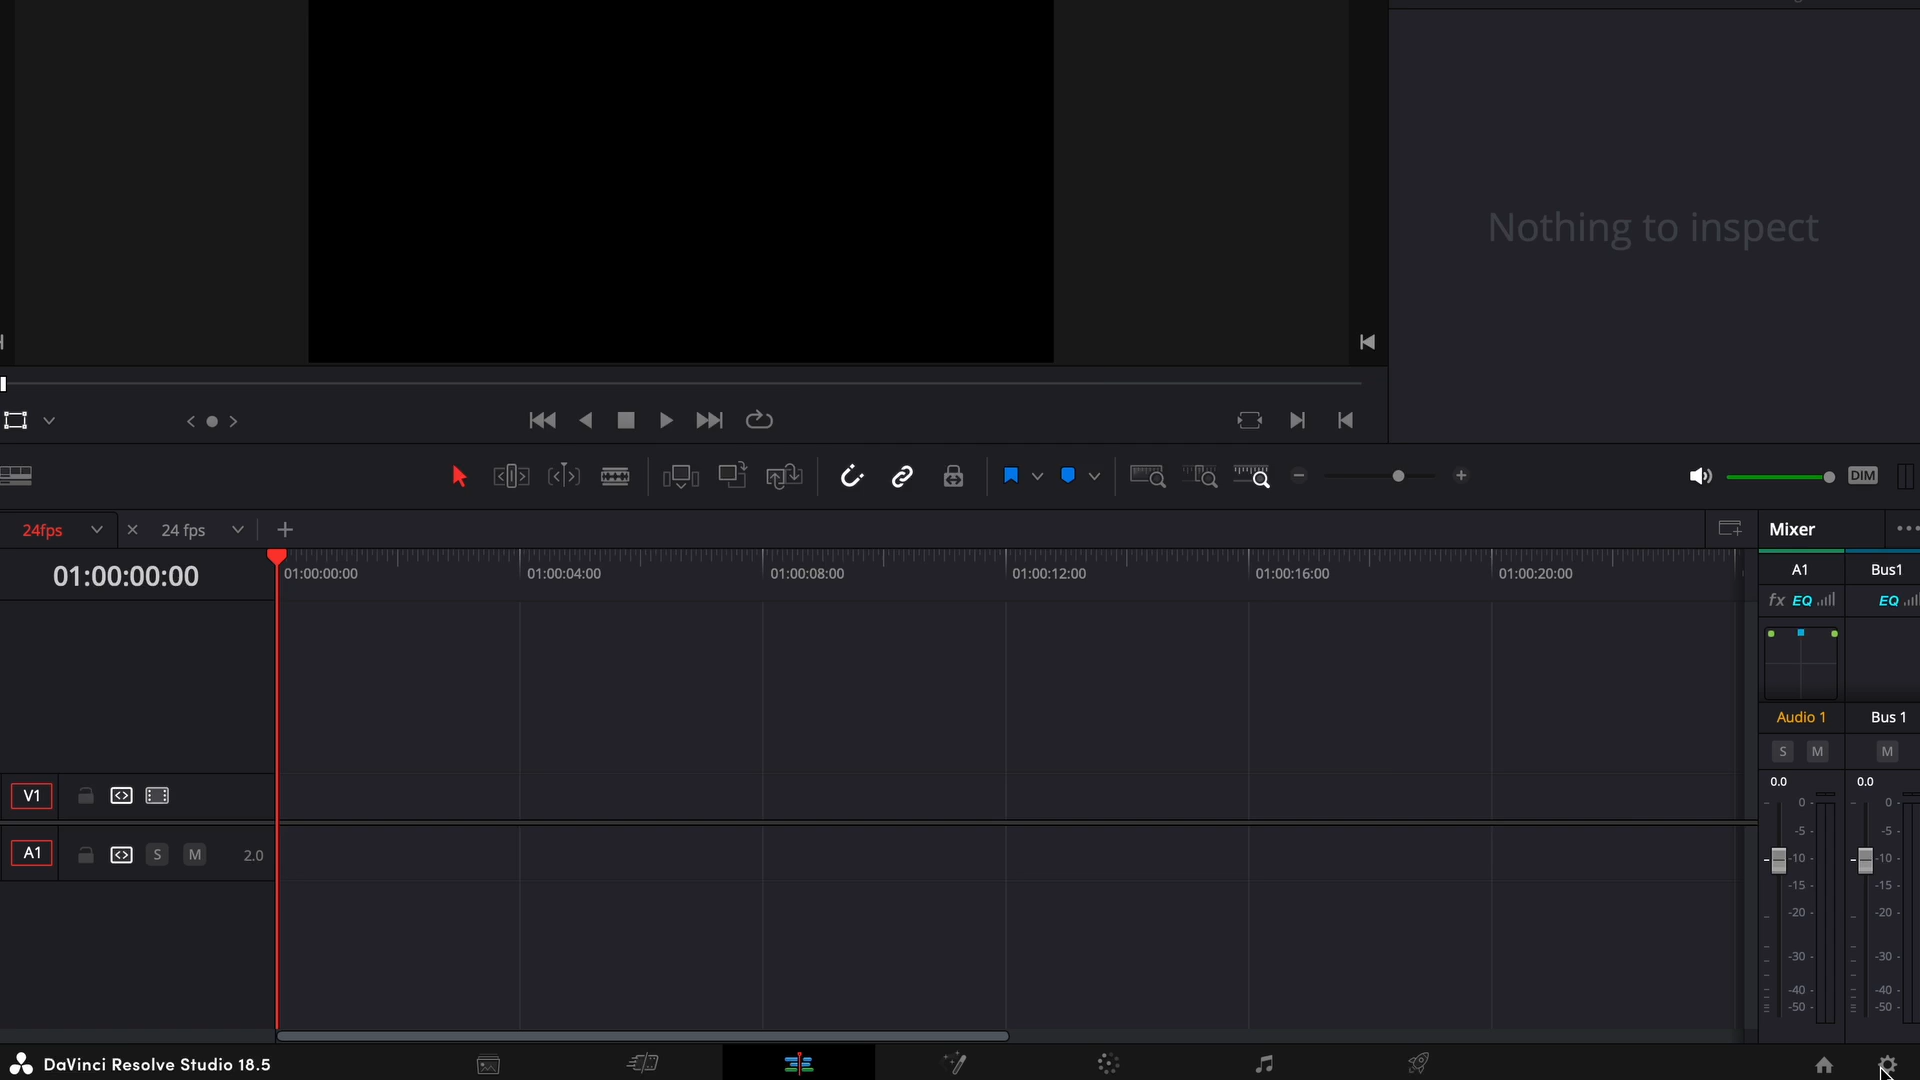 Nothing to inspect
DIM
24fps
24 fps
Mixer
01:00:00:00
01:00:00:00
01:00:04:00
01:00:08:00
01:00:12:00
01:00:16:00
01:00:20:00
A1
Bus1
fx EQ
EQ
Audio 1
Bus 1
S M
M
V1
A1
S
M
2.0
0.0
0.0
0
-5
-10
-15
-20
-30
-40
-50
0
-5
-10
-15
-20
-30
-40
-50
DaVinci Resolve Studio 18.5